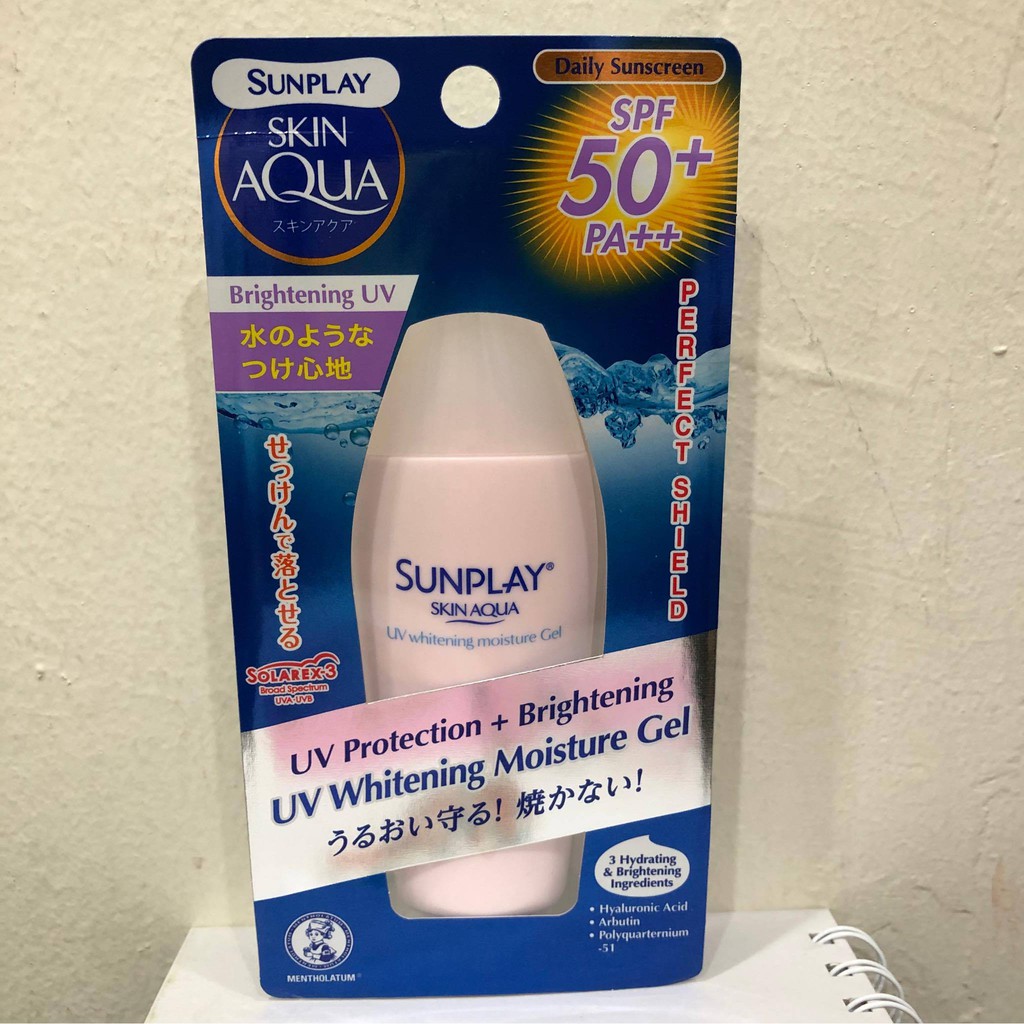 SUNPLAY
SKIN
AQUA
スキンアクア
Daily Sunscreen
SPF
50+
PA++
Brightening UV
水のような
つけ心地
PERFECT SHIELD
せっけんで落とせる
SOLAREX-3
Broad Spectrum
UVA-UVB
SUNPLAY®
SKIN AQUA
UV whitening moisture Gel
UV Protection + Brightening
UV Whitening Moisture Gel
うるおい守る! 焼かない!
3 Hydrating
& Brightening
Ingredients
• Hyaluronic Acid
• Arbutin
• Polyquarternium
-51
MENTHOLATUM®